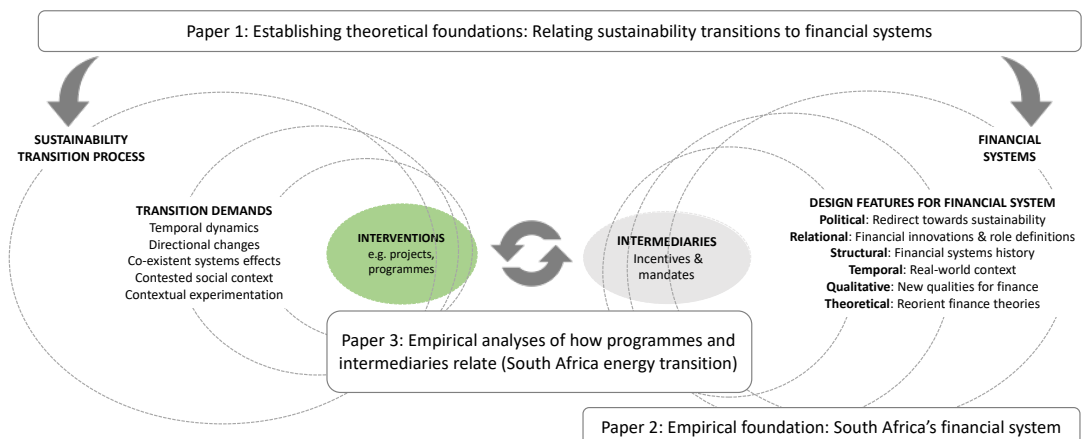 Paper 1: Establishing theoretical foundations: Relating sustainability transitions to financial systems
SUSTAINABILITY
TRANSITION PROCESS
FINANCIAL
SYSTEMS
TRANSITION DEMANDS
Temporal dynamics
Directional changes
Co-existent systems effects
Contested social context
Contextual experimentation
INTERVENTIONS
e.g. projects,
programmes
INTERMEDIARIES
Incentives &
mandates
DESIGN FEATURES FOR FINANCIAL SYSTEM
Political: Redirect towards sustainability
Relational: Financial innovations & role definitions
Structural: Financial systems history
Temporal: Real-world context
Qualitative: New qualities for finance
Theoretical: Reorient finance theories
Paper 3: Empirical analyses of how programmes and
intermediaries relate (South Africa energy transition)
Paper 2: Empirical foundation: South Africa’s financial system